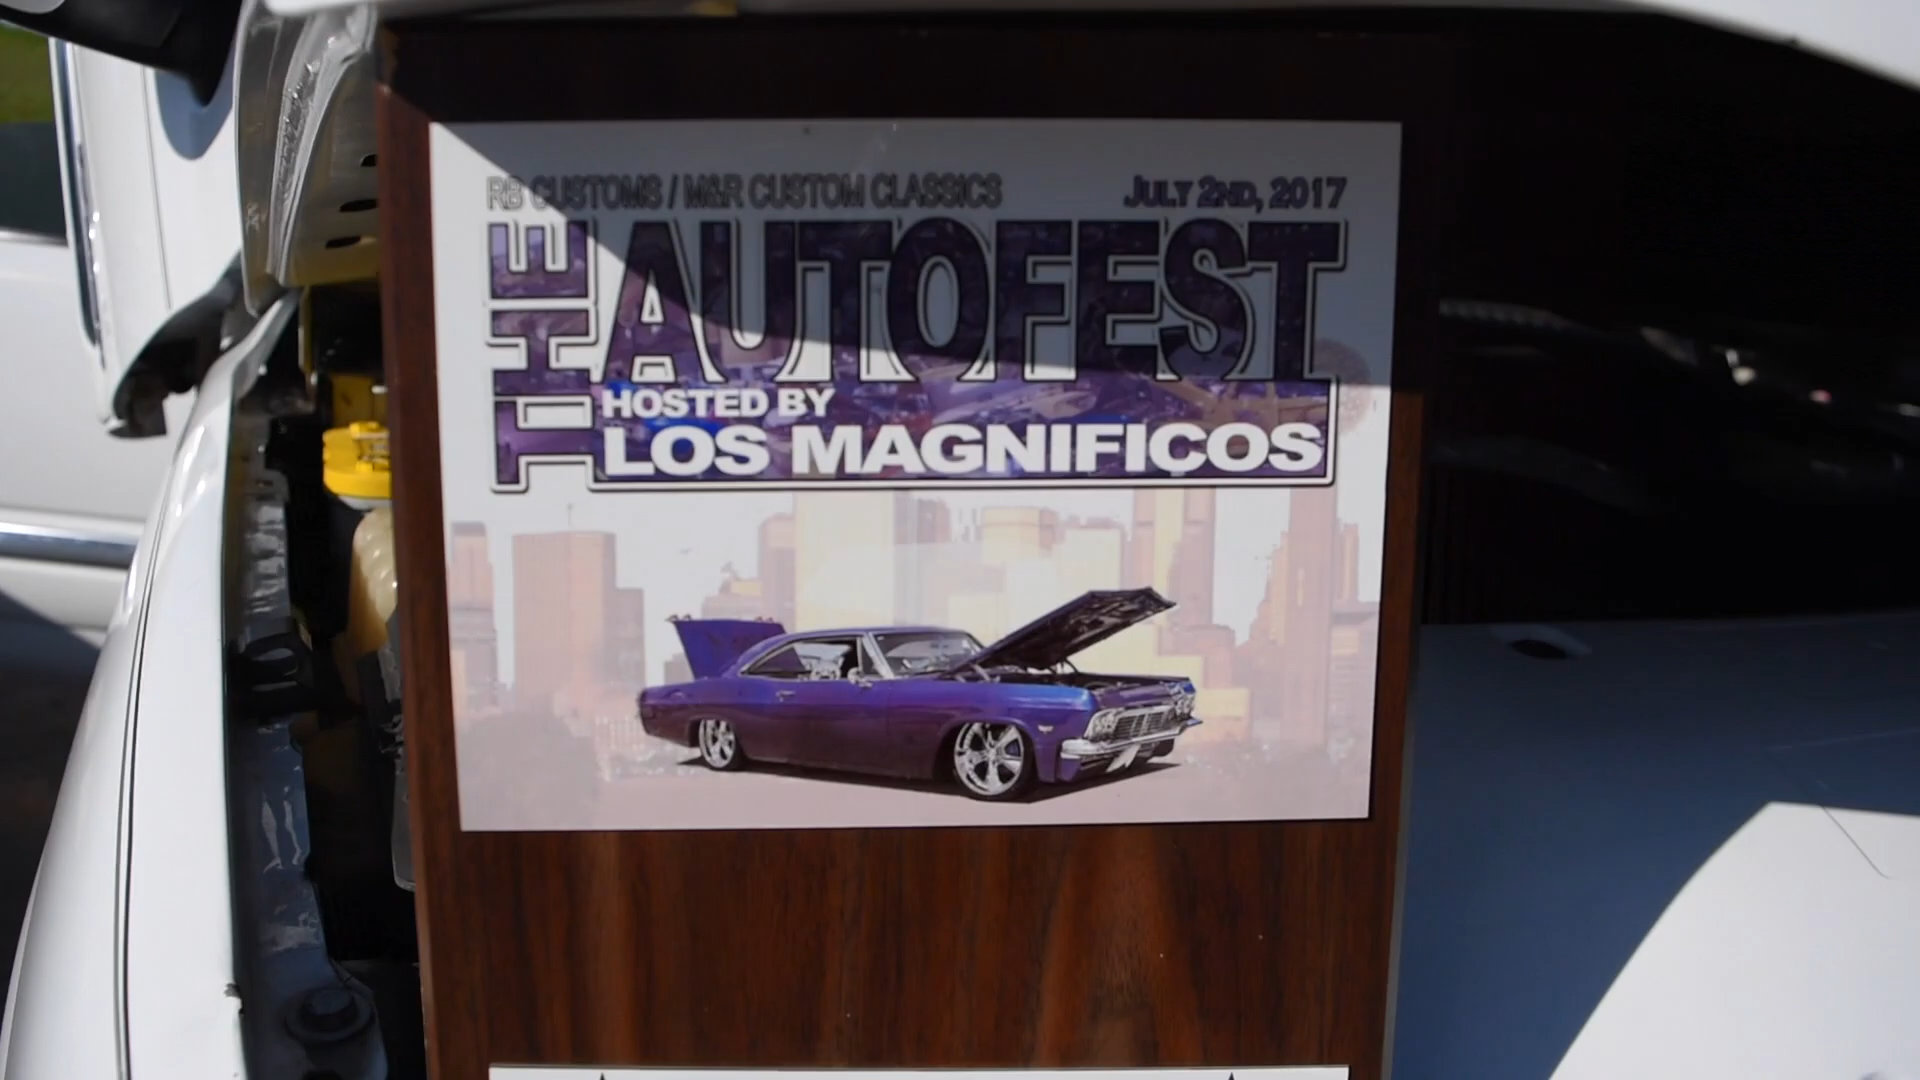 RB CUSTOMS / M&R CUSTOM CLASSICS
JULY 2ND, 2017
THE AUTOFEST
HOSTED BY
LOS MAGNIFICOS